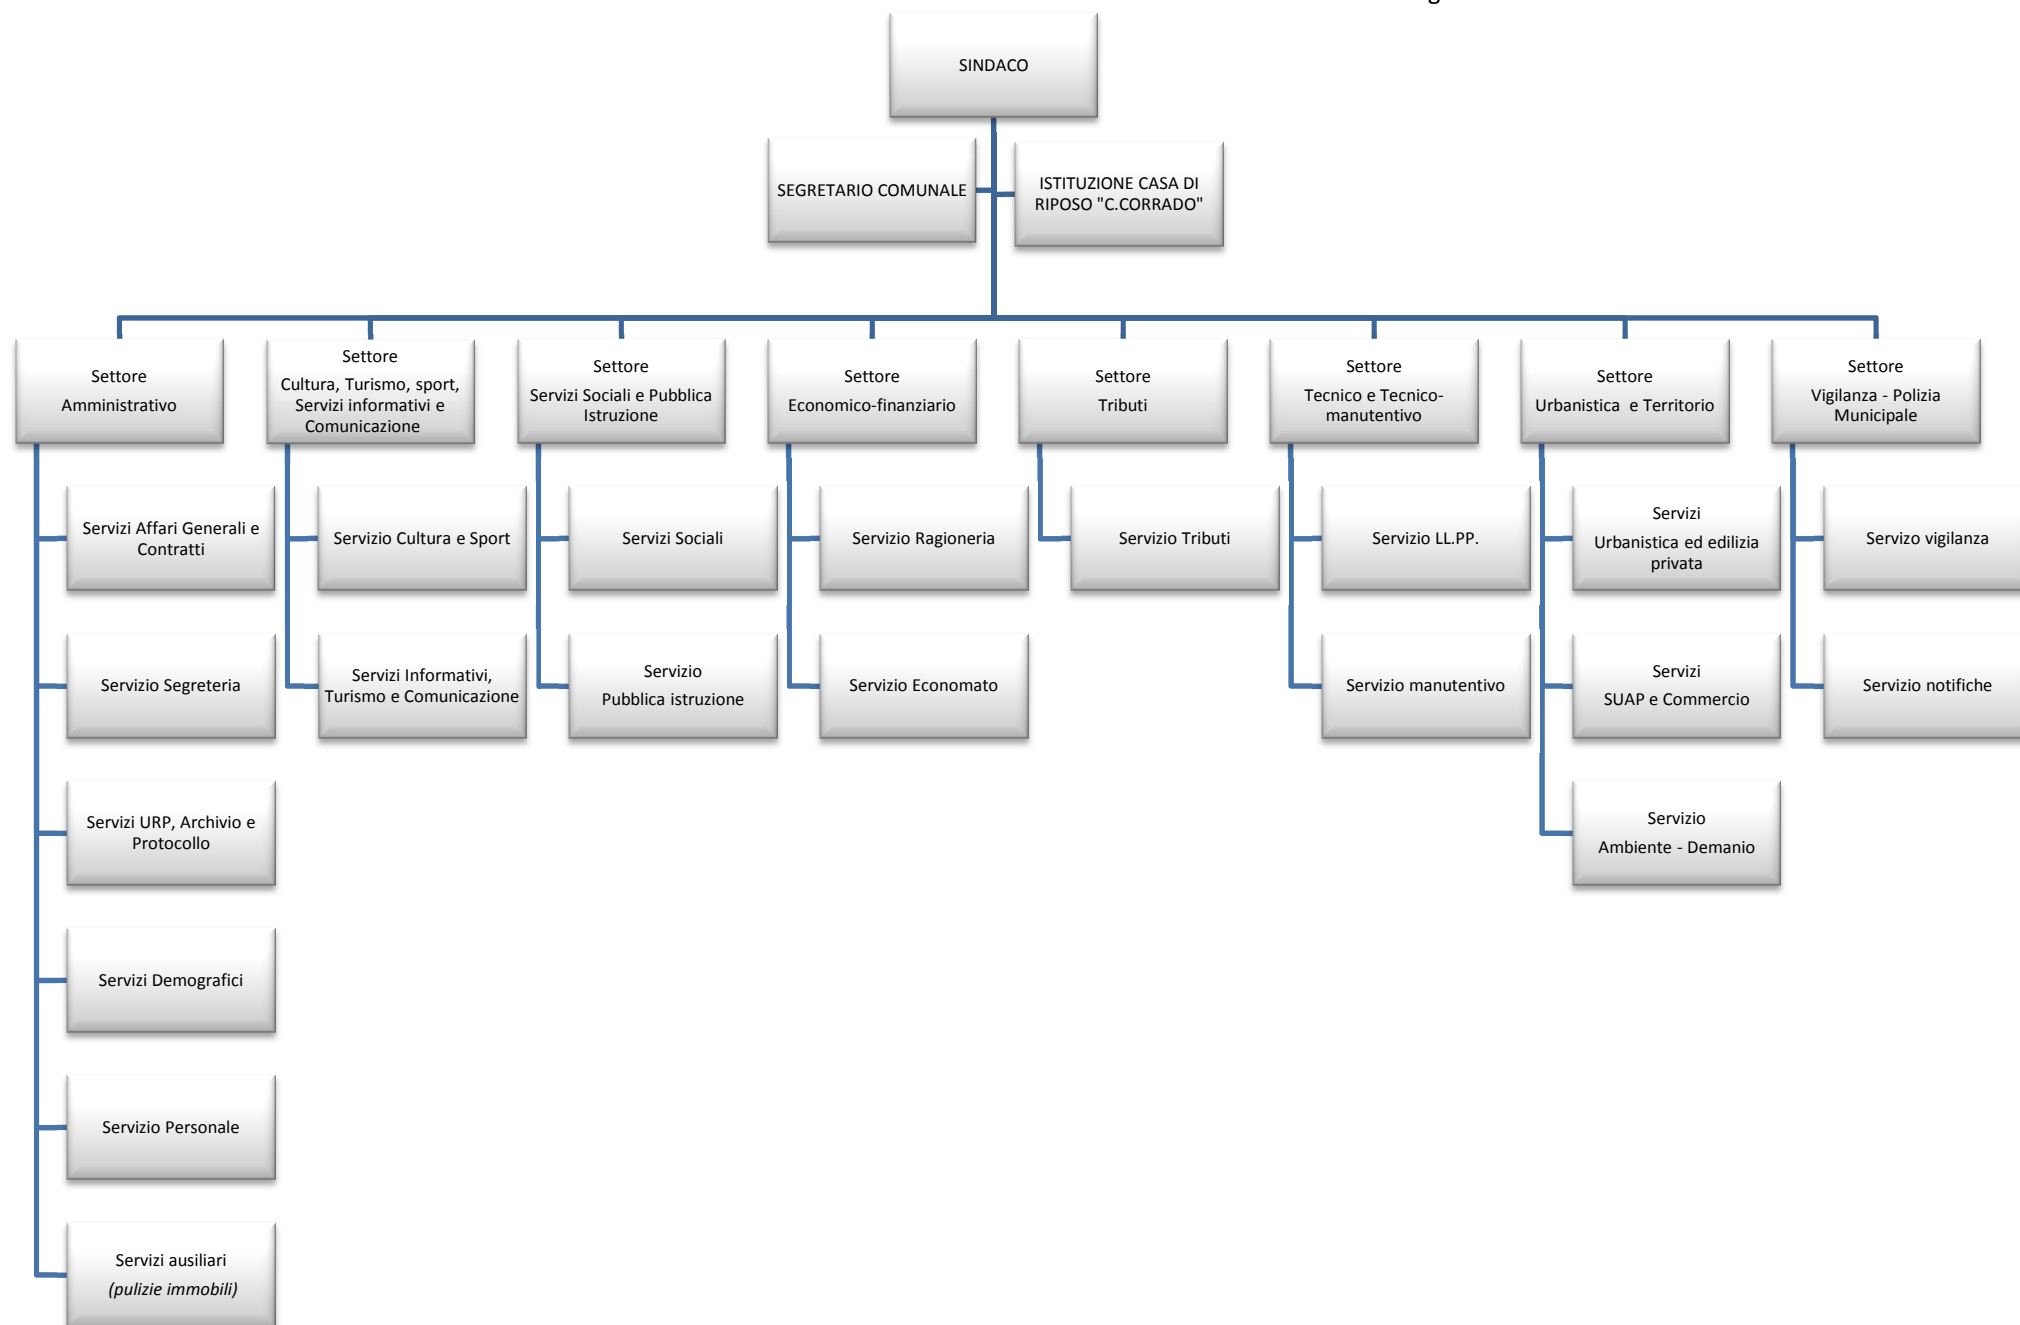 SINDACO
SEGRETARIO COMUNALE
ISTITUZIONE CASA DI
RIPOSO "C.CORRADO"
Settore
Amministrativo
Settore
Cultura, Turismo, sport,
Servizi informativi e
Comunicazione
Settore
Servizi Sociali e Pubblica
Istruzione
Settore
Economico-finanziario
Settore
Tributi
Settore
Tecnico e Tecnico-
manutentivo
Settore
Urbanistica e Territorio
Settore
Vigilanza - Polizia
Municipale
Servizi Affari Generali e
Contratti
Servizio Segreteria
Servizi URP, Archivio e
Protocollo
Servizi Demografici
Servizio Personale
Servizi ausiliari
(pulizie immobili)
Servizio Cultura e Sport
Servizi Informativi,
Turismo e Comunicazione
Servizi Sociali
Servizio
Pubblica istruzione
Servizio Ragioneria
Servizio Economato
Servizio Tributi
Servizio LL.PP.
Servizio manutentivo
Servizi
Urbanistica ed edilizia
privata
Servizi
SUAP e Commercio
Servizio
Ambiente - Demanio
Servizo vigilanza
Servizio notifiche